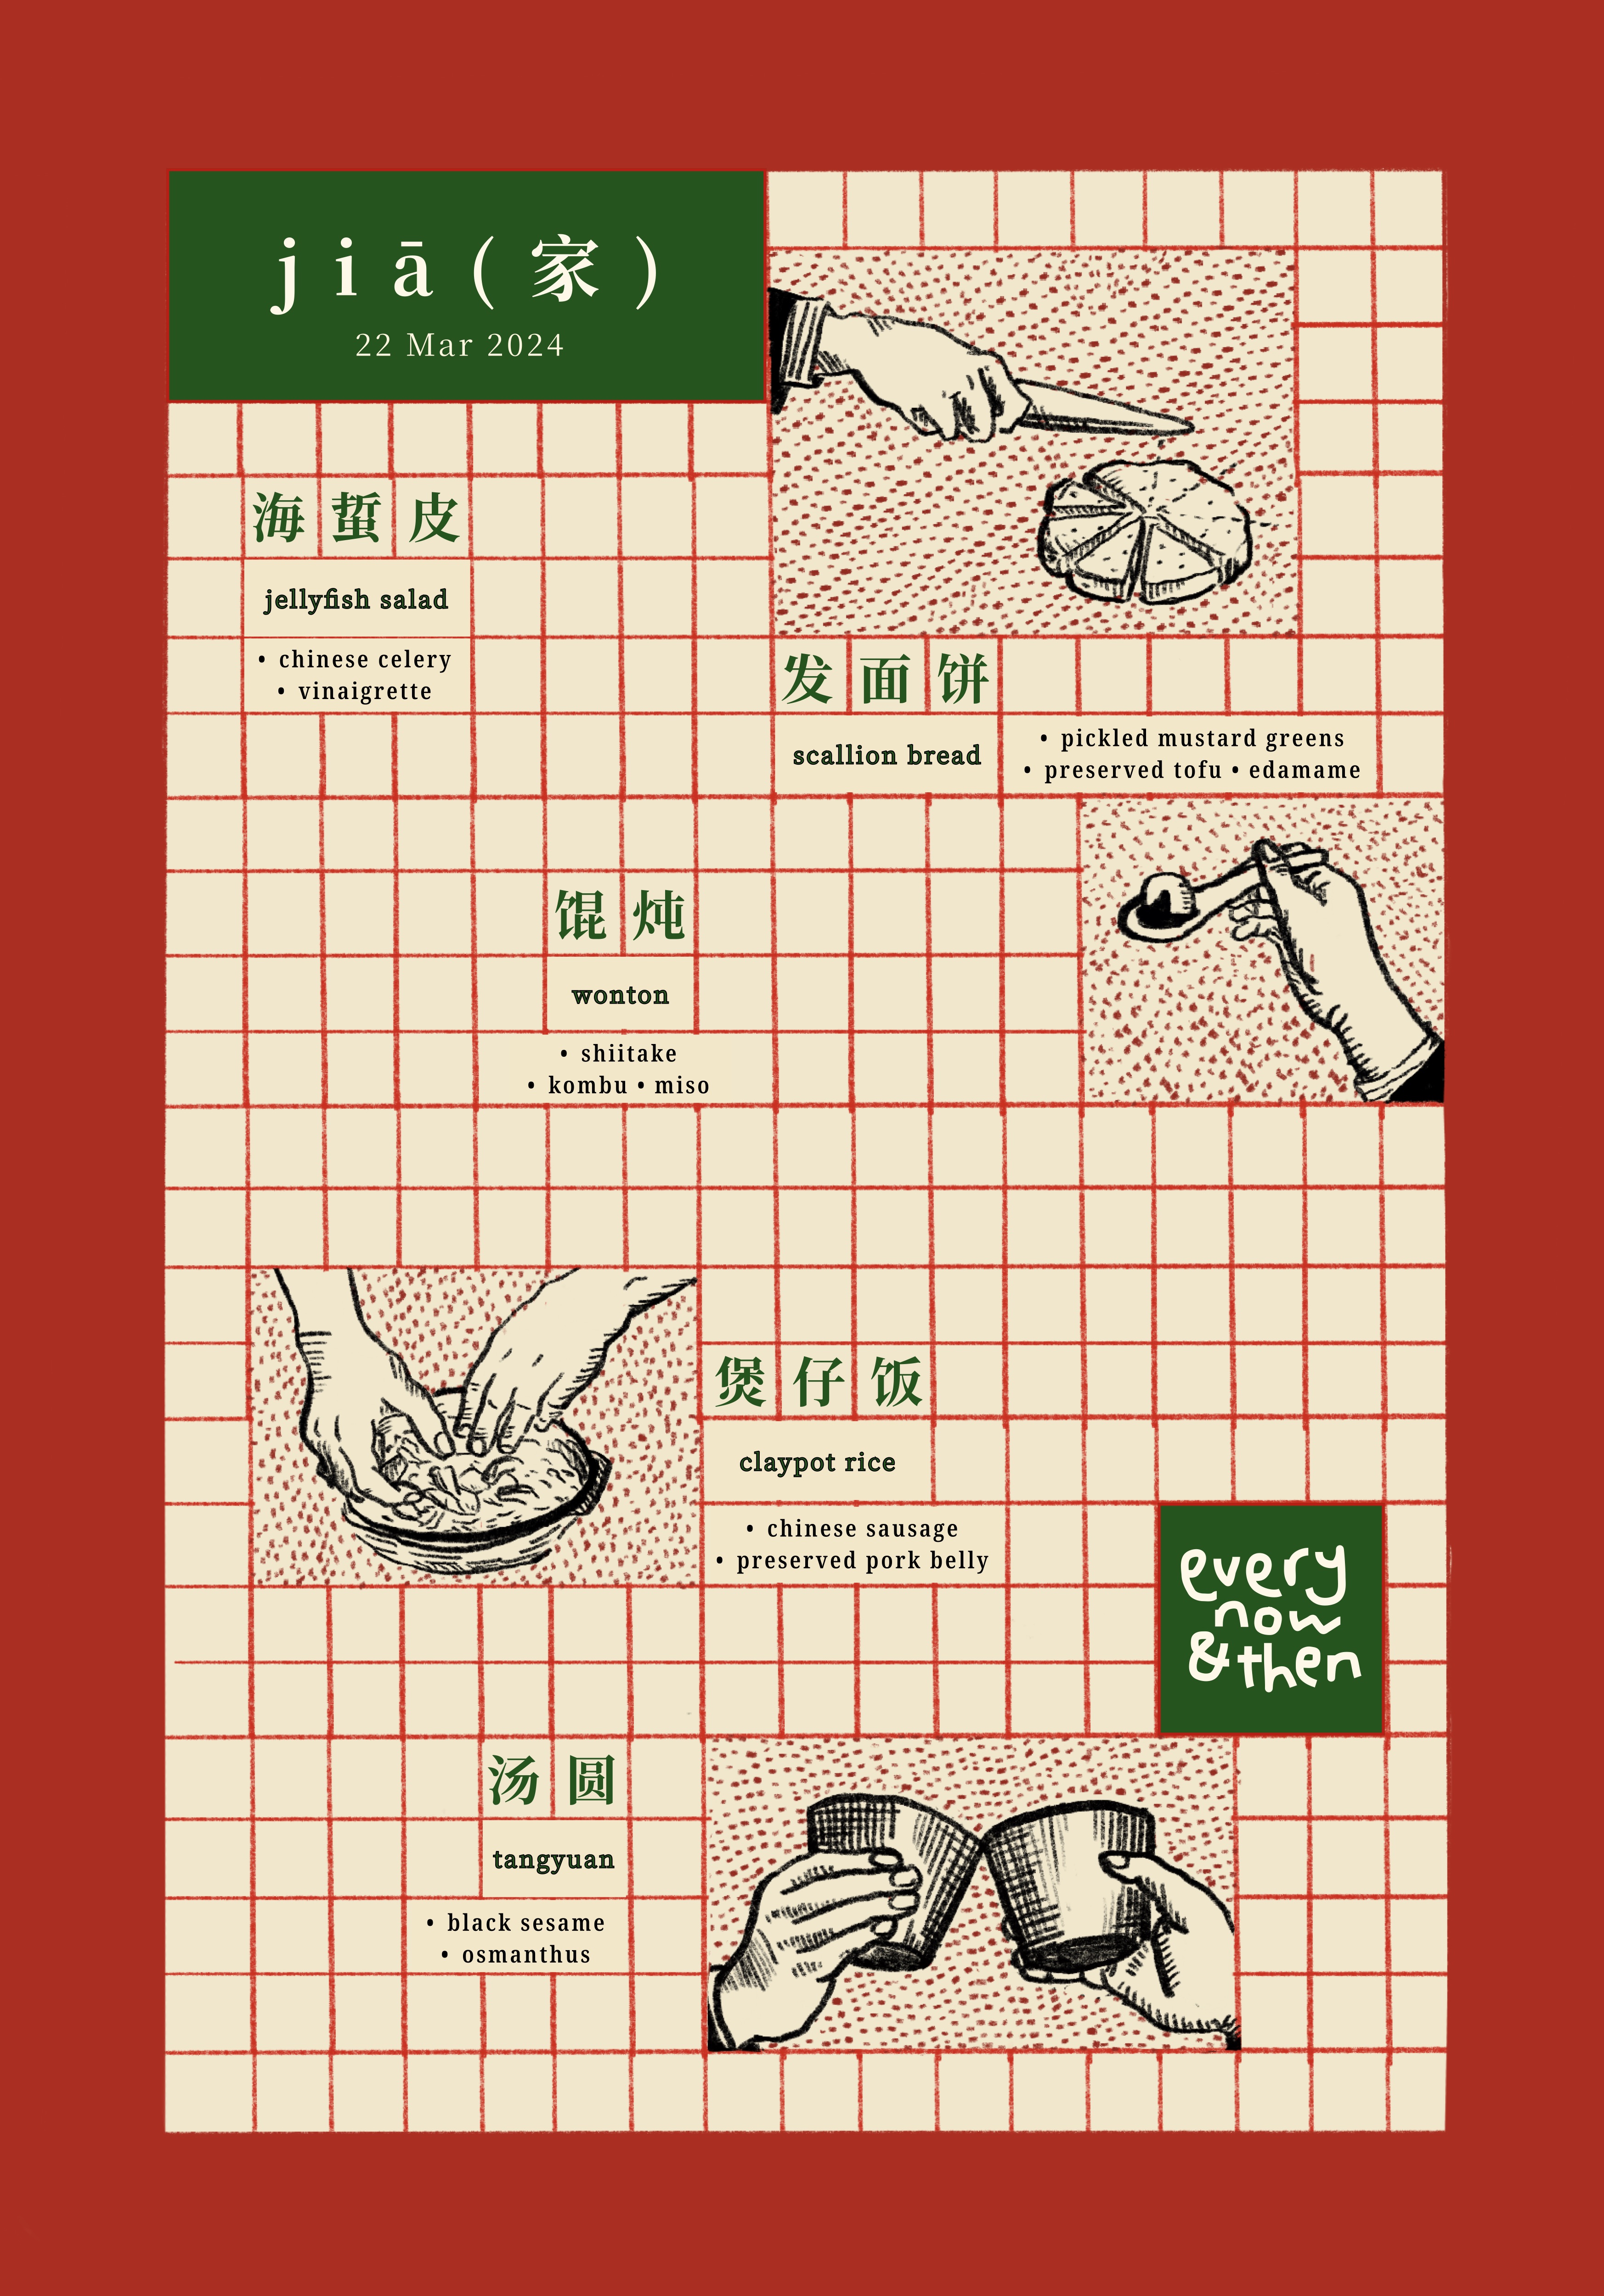 jiā(家)
22 Mar 2024
海蜇皮
jellyfish salad
• chinese celery
• vinaigrette
发面饼
scallion bread
• pickled mustard greens
• preserved tofu • edamame
馄炖
wonton
• shiitake
• kombu • miso
煲仔饭
claypot rice
• chinese sausage
• preserved pork belly
every
now
&then
汤圆
tangyuan
• black sesame
• osmanthus